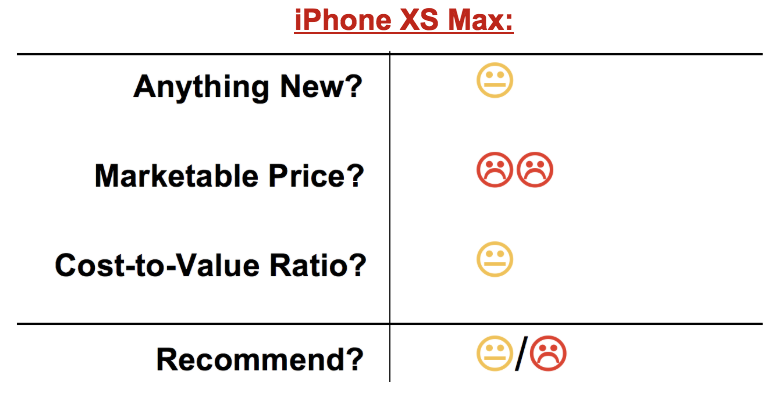 iPhone XS Max:
Anything New?
Marketable Price?
Cost-to-Value Ratio?
Recommend? /